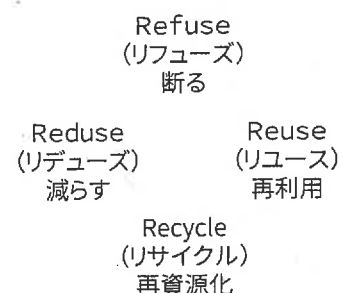 Refuse
(リフューズ)
断る
Reduse
(リデューズ)
減らす
Reuse
(リユース)
再利用
Recycle
(リサイクル)
再資源化